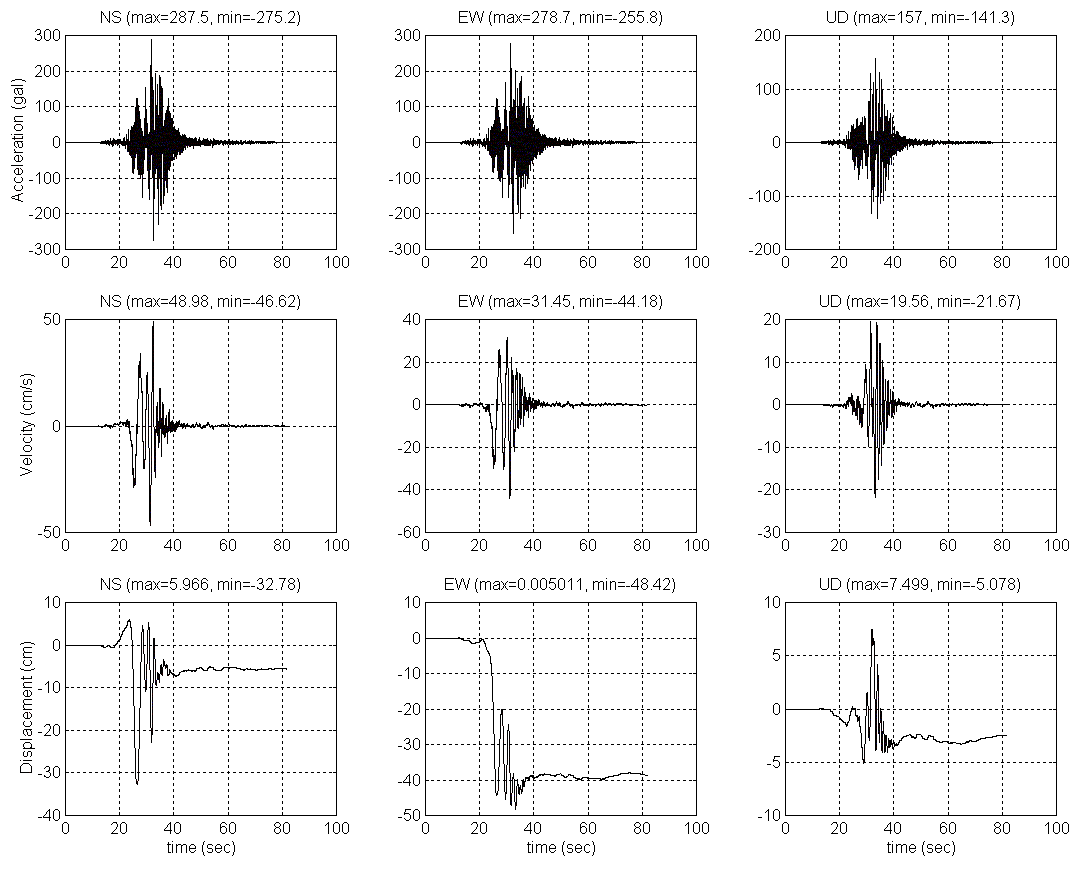 NS (max=287.5, min=-275.2)
EW (max=278.7, min=-255.8)
UD (max=157, min=-141.3)
Acceleration (gal)
300
200
100
0
-100
-200
-300
0 20 40 60 80 100
300
200
100
0
-100
-200
-300
0 20 40 60 80 100
200
100
0
-100
-200
0 20 40 60 80 100
NS (max=48.98, min=-46.62)
EW (max=31.45, min=-44.18)
UD (max=19.56, min=-21.67)
Velocity (cm/s)
50
0
-50
0 20 40 60 80 100
40
20
0
-20
-40
-60
0 20 40 60 80 100
20
10
0
-10
-20
-30
0 20 40 60 80 100
NS (max=5.966, min=-32.78)
EW (max=0.005011, min=-48.42)
UD (max=7.499, min=-5.078)
Displacement (cm)
10
0
-10
-20
-30
-40
0 20 40 60 80 100
time (sec)
10
0
-10
-20
-30
-40
-50
0 20 40 60 80 100
time (sec)
10
5
0
-5
-10
0 20 40 60 80 100
time (sec)